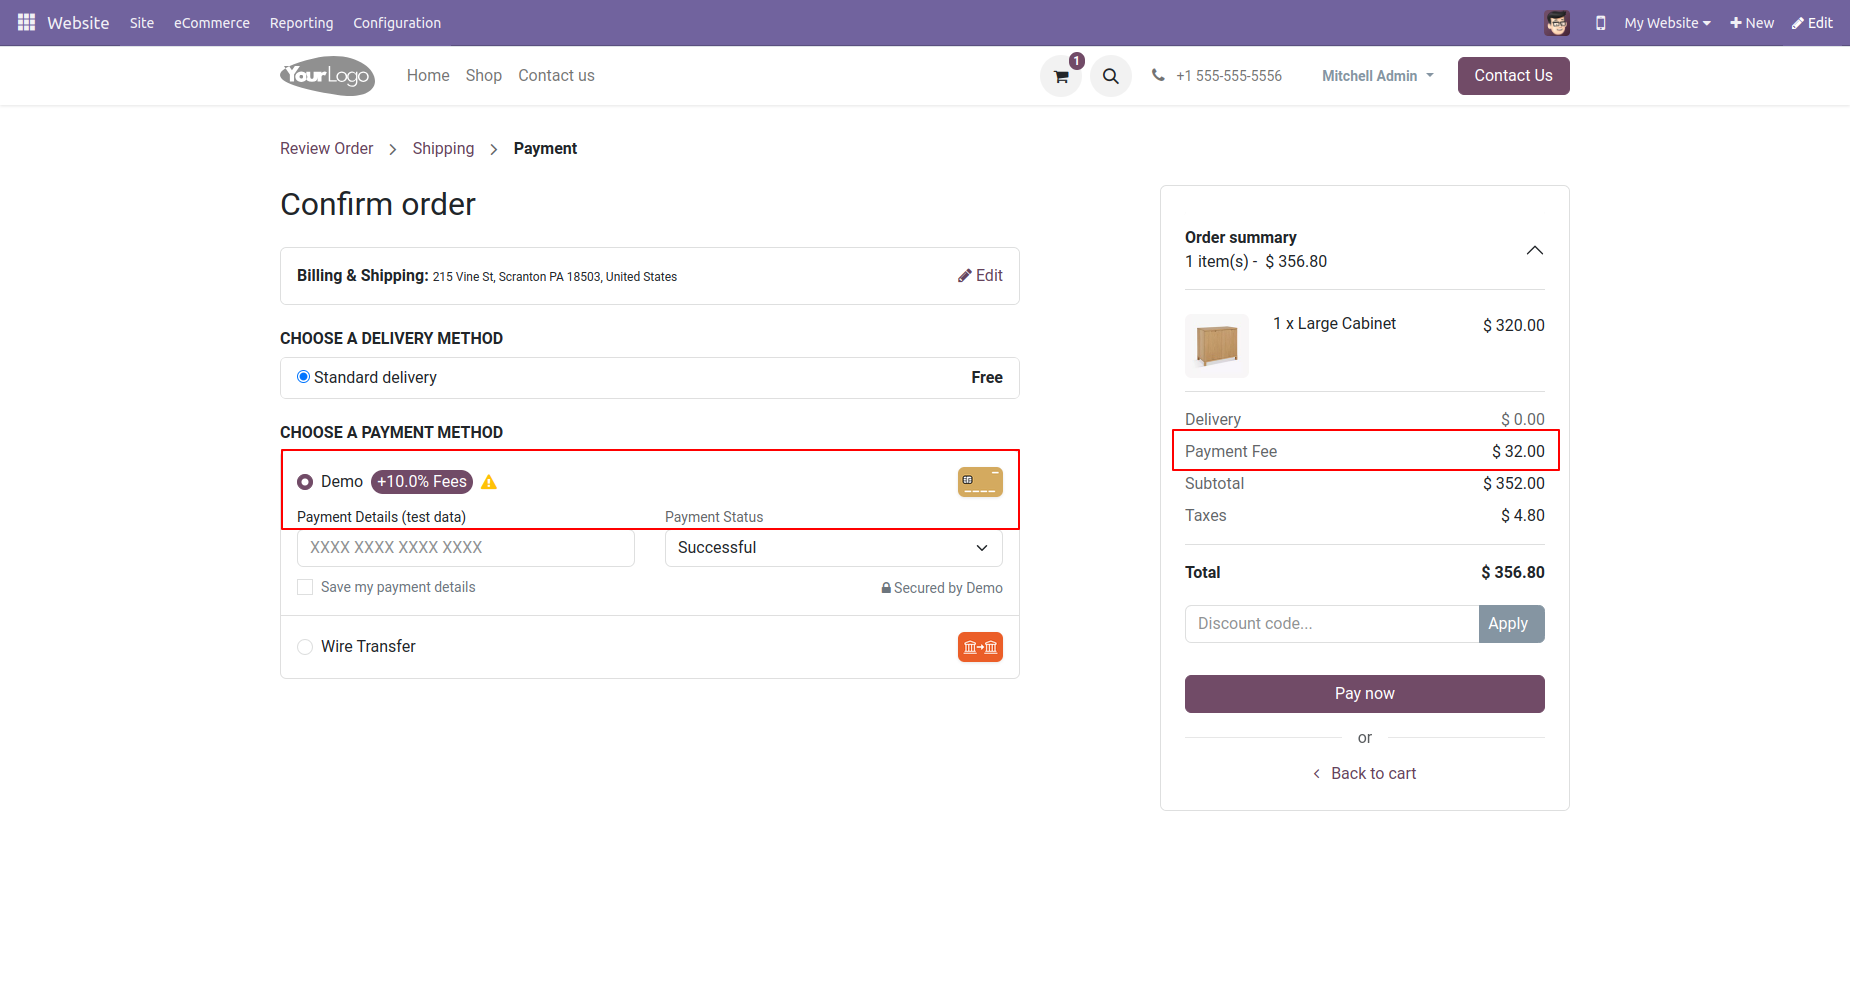 Website Site eCommerce Reporting Configuration My Website New Edit
YourLogo Home Shop Contact us 1 +1 555-555-5556 Mitchell Admin Contact Us
Review Order Shipping Payment
Confirm order
Billing & Shipping: 215 Vine St, Scranton PA 18503, United States Edit
CHOOSE A DELIVERY METHOD
Standard delivery Free
CHOOSE A PAYMENT METHOD
Demo +10.0% Fees
Payment Details (test data) Payment Status
XXXX XXXX XXXX XXXX Successful
Save my payment details Secured by Demo
Wire Transfer
Order summary
1 item(s) - $ 356.80
1 x Large Cabinet $ 320.00
Delivery $ 0.00
Payment Fee $ 32.00
Subtotal $ 352.00
Taxes $ 4.80
Total $ 356.80
Discount code... Apply
Pay now
or
Back to cart